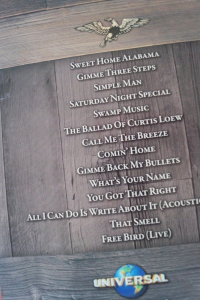 Sweet Home Alabama
Gimme Three Steps
Simple Man
Saturday Night Special
Swamp Music
The Ballad Of Curtis Loew
Call Me The Breeze
Comin' Home
Gimme Back My Bullets
What's Your Name
You Got That Right
All I Can Do Is Write About It (Acoustic
That Smell
Free Bird (Live)
UNIVERSAL